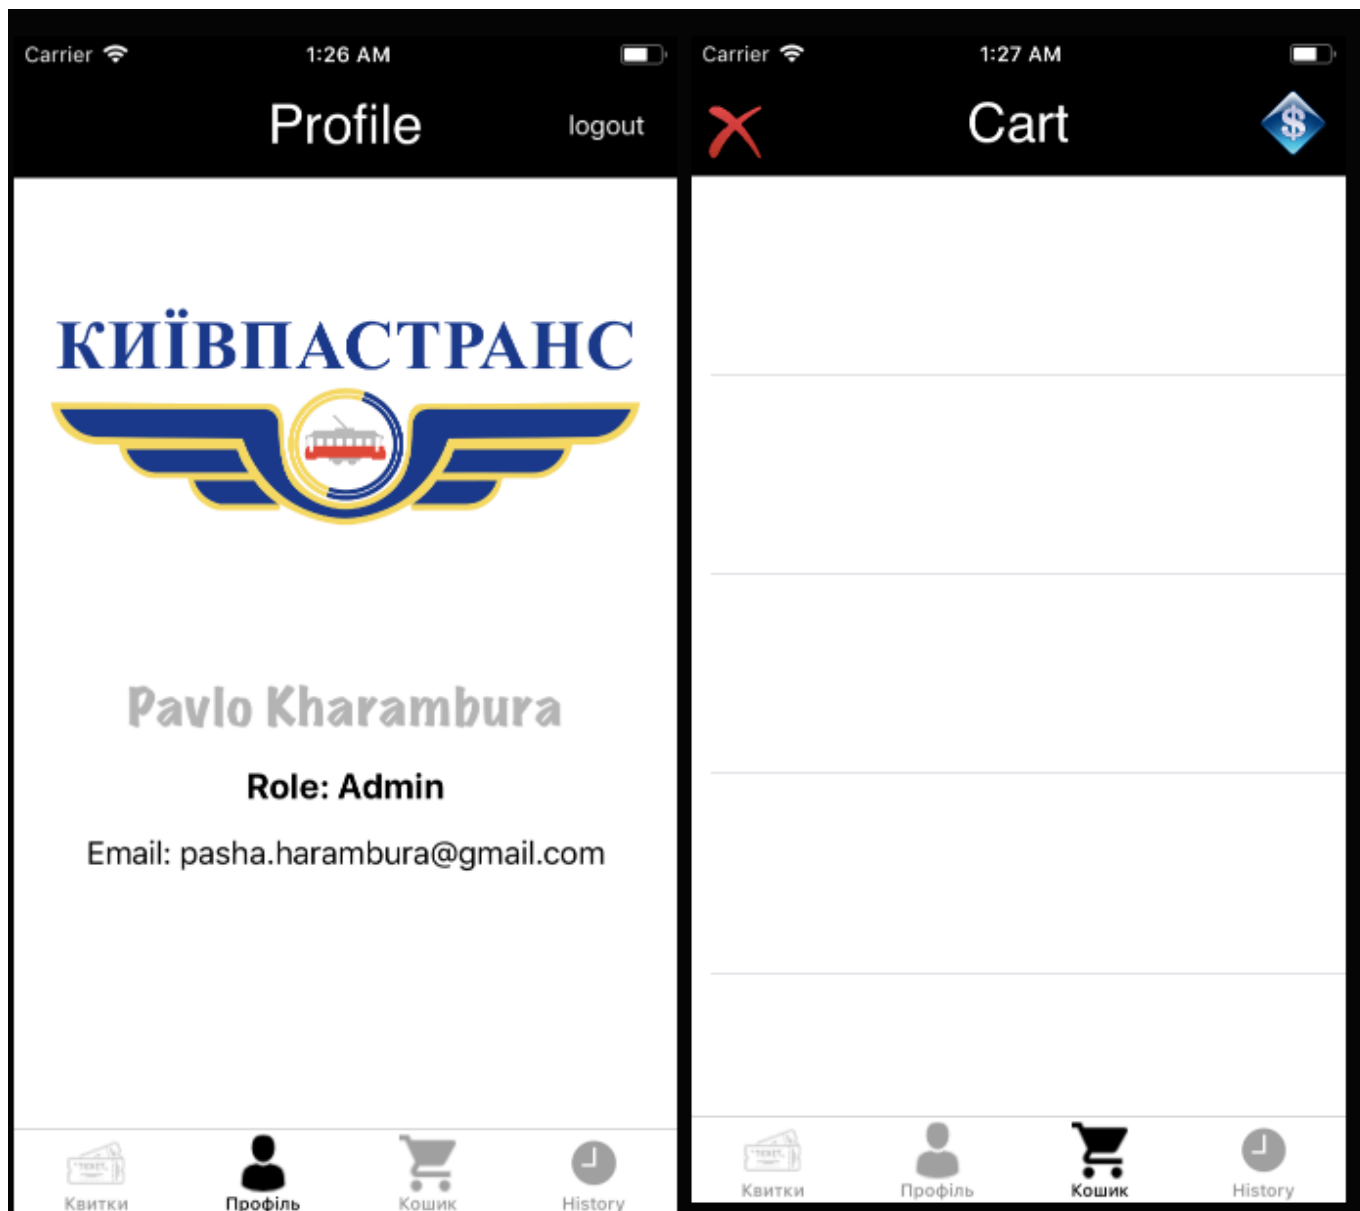 Carrier 1:26 AM
Profile logout
КИЇВПАСТРАНС
Pavlo Kharambura
Role: Admin
Email: pasha.harambura@gmail.com
Квитки Профіль Кошик History
Carrier 1:27 AM
Cart
$
Квитки Профіль Кошик History